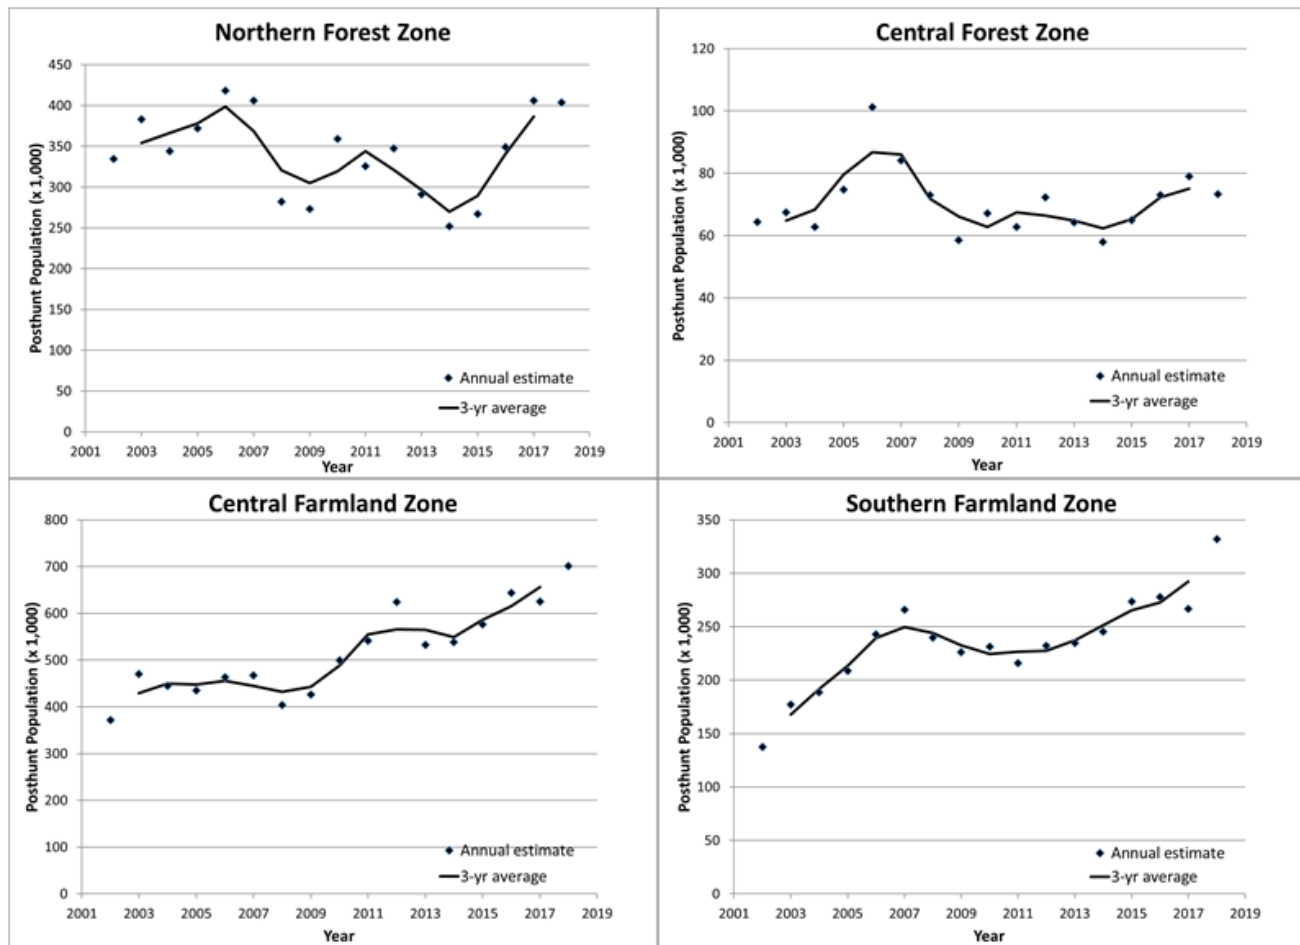 Northern Forest Zone
Posthunt Population (x 1,000)
450
400
350
300
250
200
150
100
50
0
2001 2003 2005 2007 2009 2011 2013 2015 2017 2019
Year
Annual estimate
3-yr average
Central Forest Zone
Posthunt Population (x 1,000)
120
100
80
60
40
20
0
2001 2003 2005 2007 2009 2011 2013 2015 2017 2019
Year
Annual estimate
3-yr average
Central Farmland Zone
Posthunt Population (x 1,000)
800
700
600
500
400
300
200
100
0
2001 2003 2005 2007 2009 2011 2013 2015 2017 2019
Year
Annual estimate
3-yr average
Southern Farmland Zone
Posthunt Population (x 1,000)
350
300
250
200
150
100
50
0
2001 2003 2005 2007 2009 2011 2013 2015 2017 2019
Year
Annual estimate
3-yr average